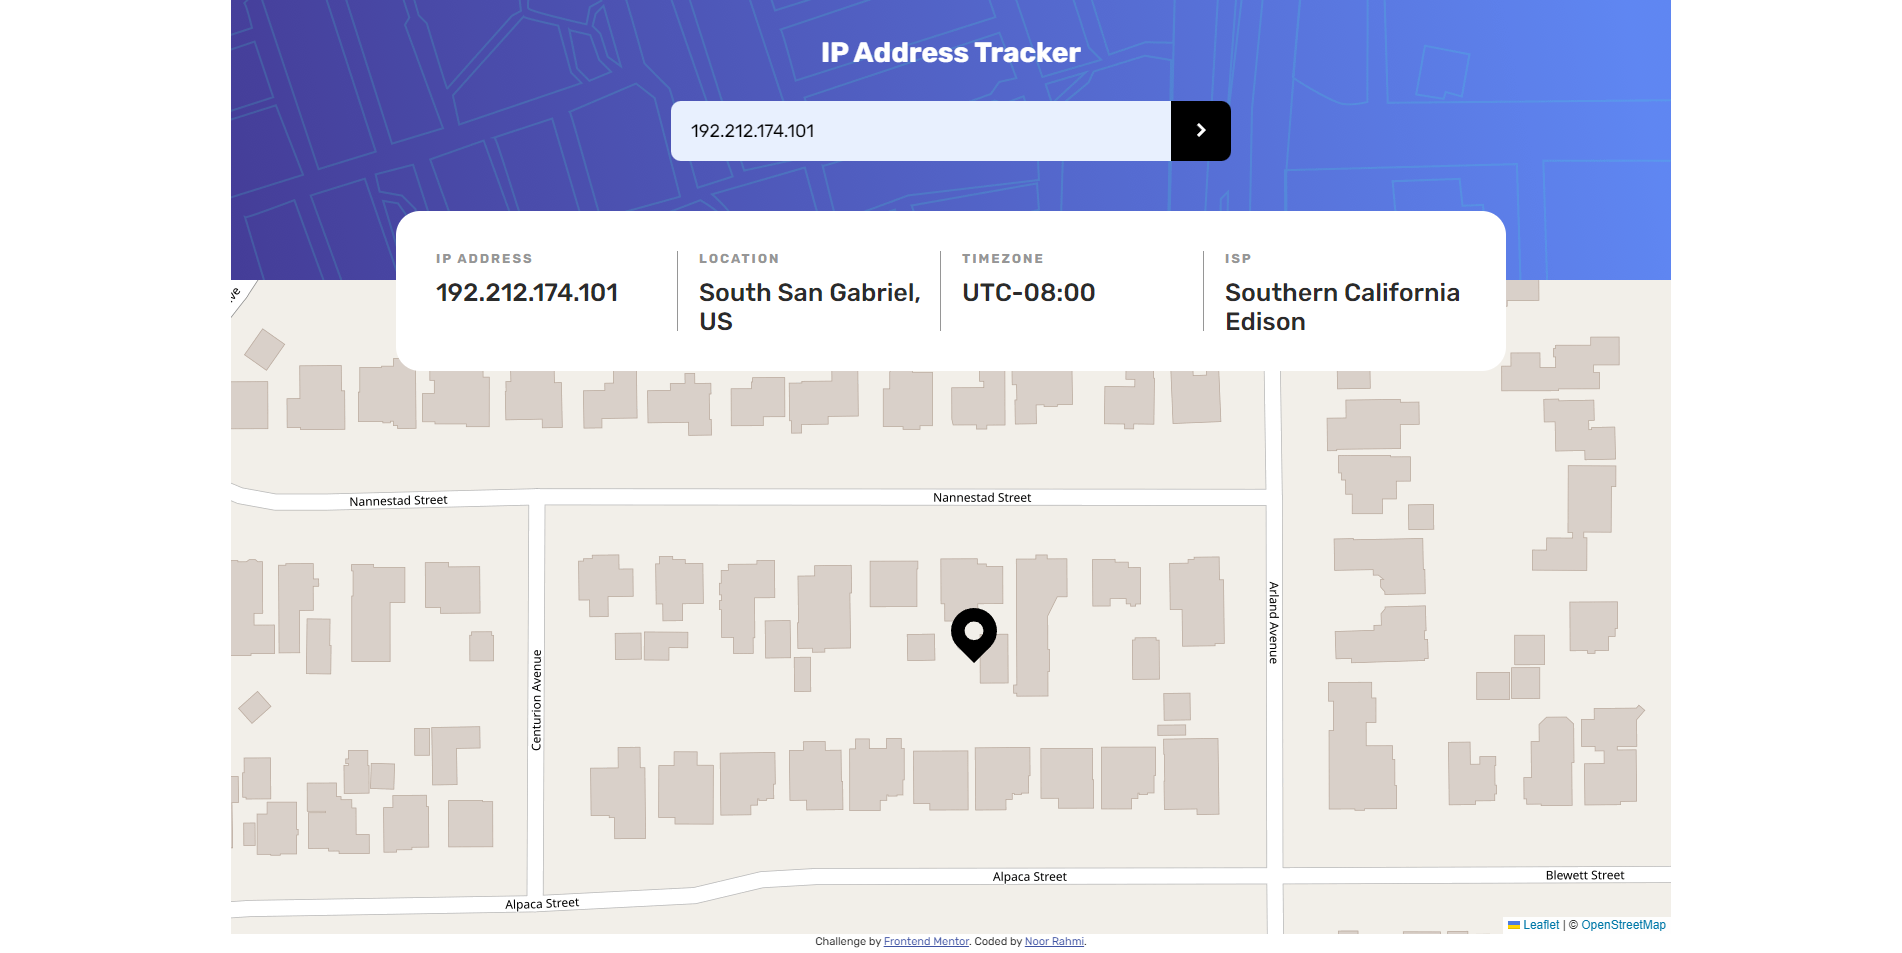 IP Address Tracker
192.212.174.101
IP ADDRESS
192.212.174.101
LOCATION
South San Gabriel,
US
TIMEZONE
UTC-08:00
ISP
Southern California
Edison
Nannestad Street
Nannestad Street
Arland Avenue
Centurion Avenue
Alpaca Street
Blewett Street
Alpaca Street
Leaflet | © OpenStreetMap
Challenge by Frontend Mentor. Coded by Noor Rahmi.